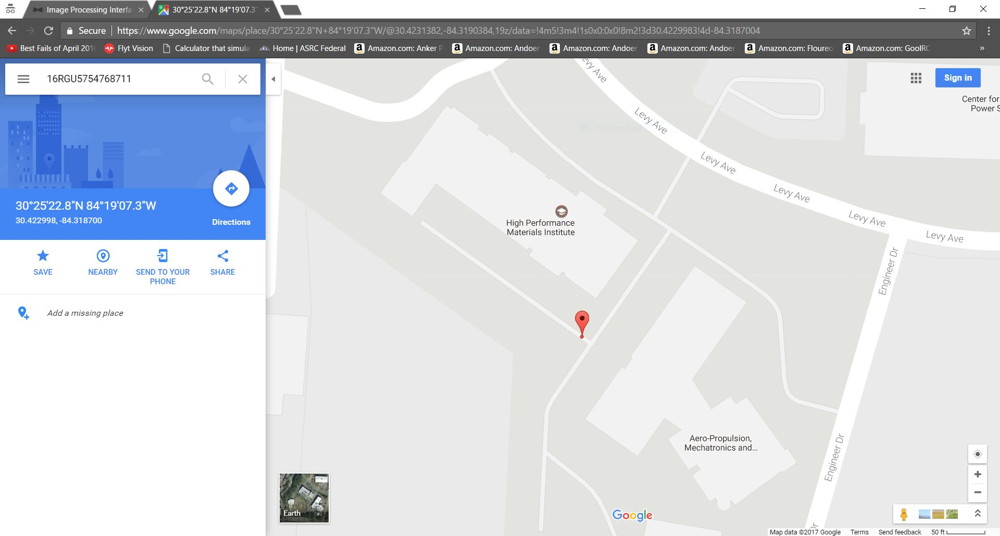 Image Processing Interfa
30°25'22.8"N 84°19'07.3"
Secure
https://www.google.com/maps/place/30°25'22.8"N+84°19'07.3"W/@30.4231382,-84.3190384,19z/data=!4m5!3m4!1s0x0:0x0!8m2!3d30.4229983!4d-84.3187004
Best Fails of April 201
Flyt Vision
Calculator that simula
Home | ASRC Federal
Amazon.com: Anker P
Amazon.com: Andoer
Amazon.com: Andoer
Amazon.com: Andoer
Amazon.com: Floureo
Amazon.com: GoolRC
»
16RGU5754768711
30°25'22.8"N 84°19'07.3"W
30.422998, -84.318700
Directions
SAVE
NEARBY
SEND TO YOUR
PHONE
SHARE
Add a missing place
Earth
Levy Ave
Levy Ave
Levy Ave
Levy Ave
Levy Ave
Levy Ave
Window Snip
Sign in
Center for
Power S
High Performance
Materials Institute
Engineer Dr
Aero-Propulsion,
Mechatronics and...
Engineer Dr
Dr
Google
Map data ©2017 Google
Terms
Send feedback
50 ft